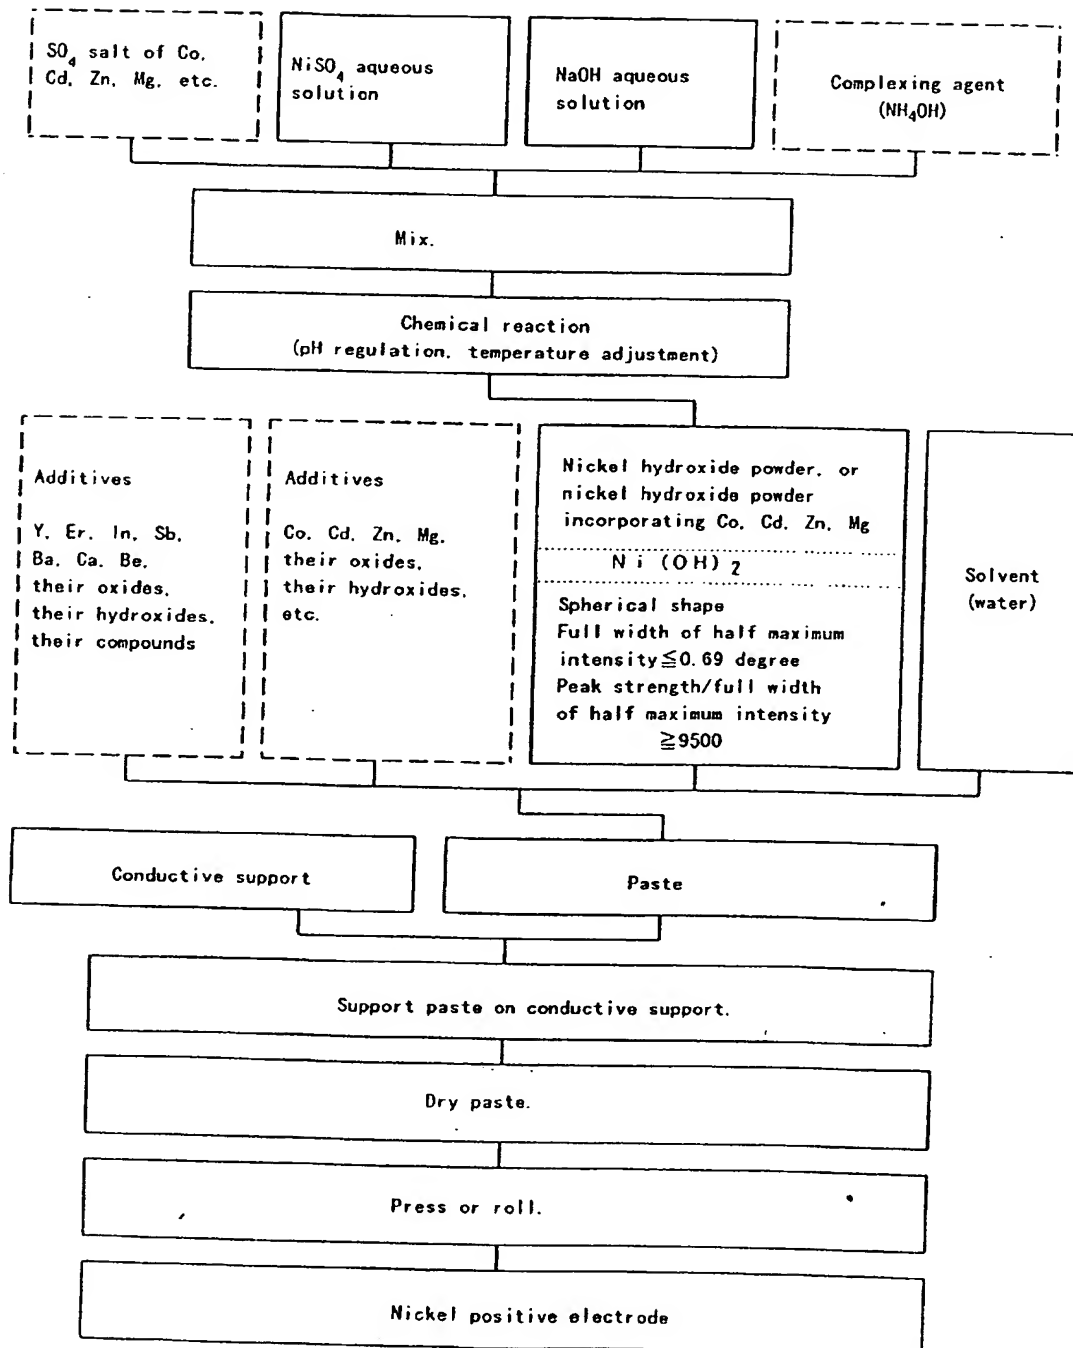 SO4 salt of Co,
Cd, Zn, Mg, etc.
NiSO4 aqueous
solution
NaOH aqueous
solution
Complexing agent
(NH4OH)
Mix.
Chemical reaction
(pH regulation, temperature adjustment)
Additives
Y, Er, In, Sb,
Ba, Ca, Be,
their oxides,
their hydroxides,
their compounds
Additives
Co, Cd, Zn, Mg,
their oxides,
their hydroxides,
etc.
Nickel hydroxide powder, or
nickel hydroxide powder
incorporating Co, Cd, Zn, Mg
Ni(OH)2
Spherical shape
Full width of half maximum
intensity≦0.69 degree
Peak strength/full width
of half maximum intensity
≧9500
Solvent
(water)
Conductive support
Paste
Support paste on conductive support.
Dry paste.
Press or roll.
Nickel positive electrode